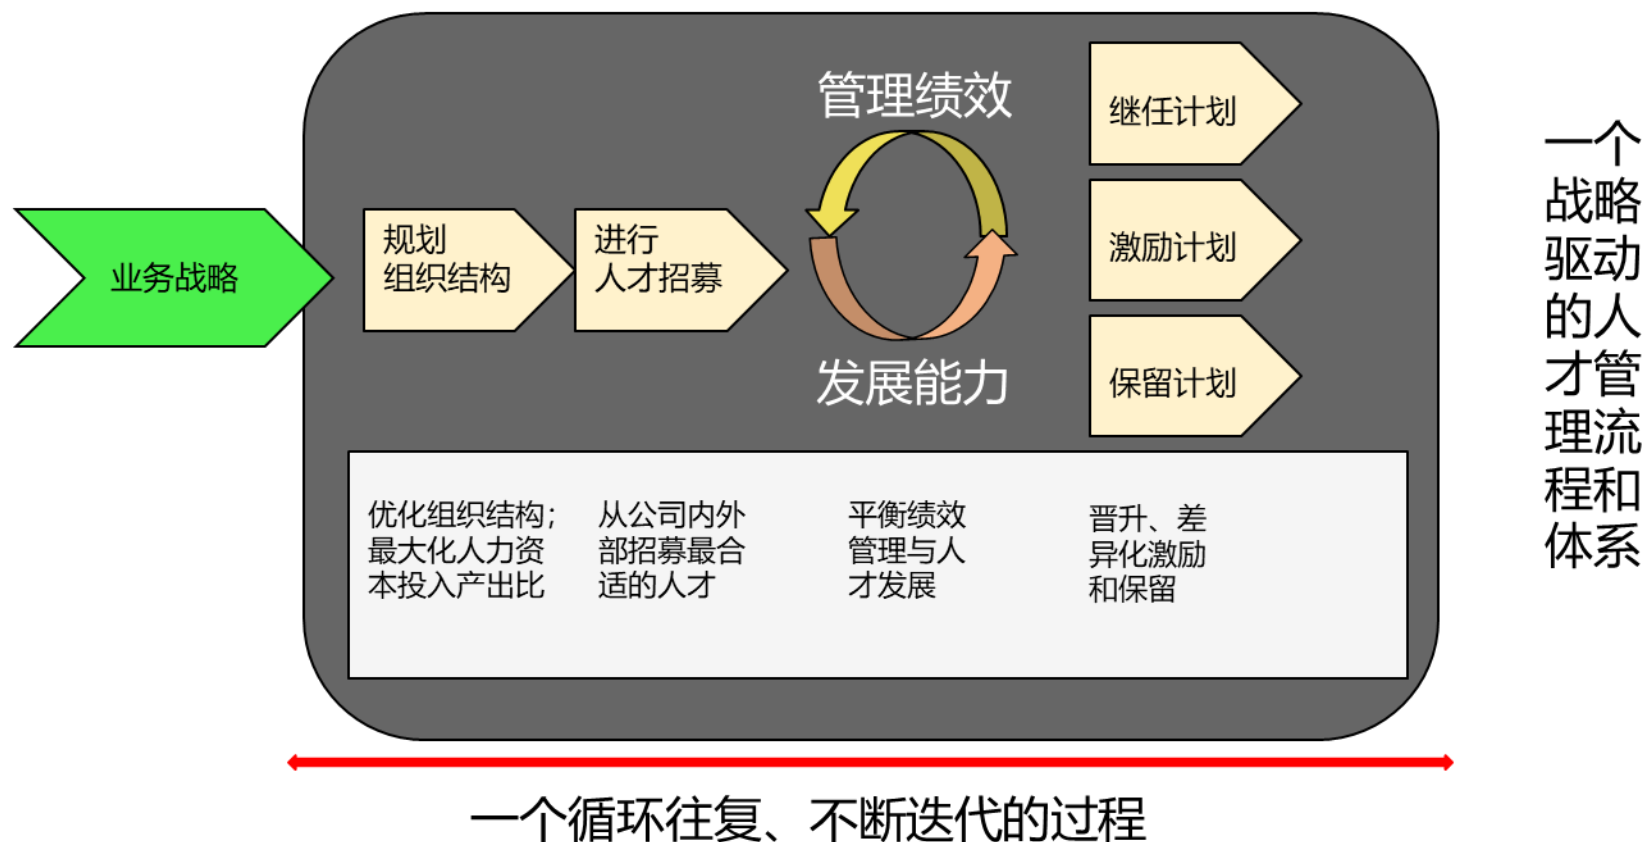 业务战略
规划
组织结构
进行
人才招募
管理绩效
发展能力
继任计划
激励计划
保留计划
优化组织结构；
最大化人力资
本投入产出比
从公司内外
部招募最合
适的人才
平衡绩效
管理与人
才发展
晋升、差
异化激励
和保留
一个
战略
驱动
的人
才管
理流
程和
体系
一个循环往复、不断迭代的过程